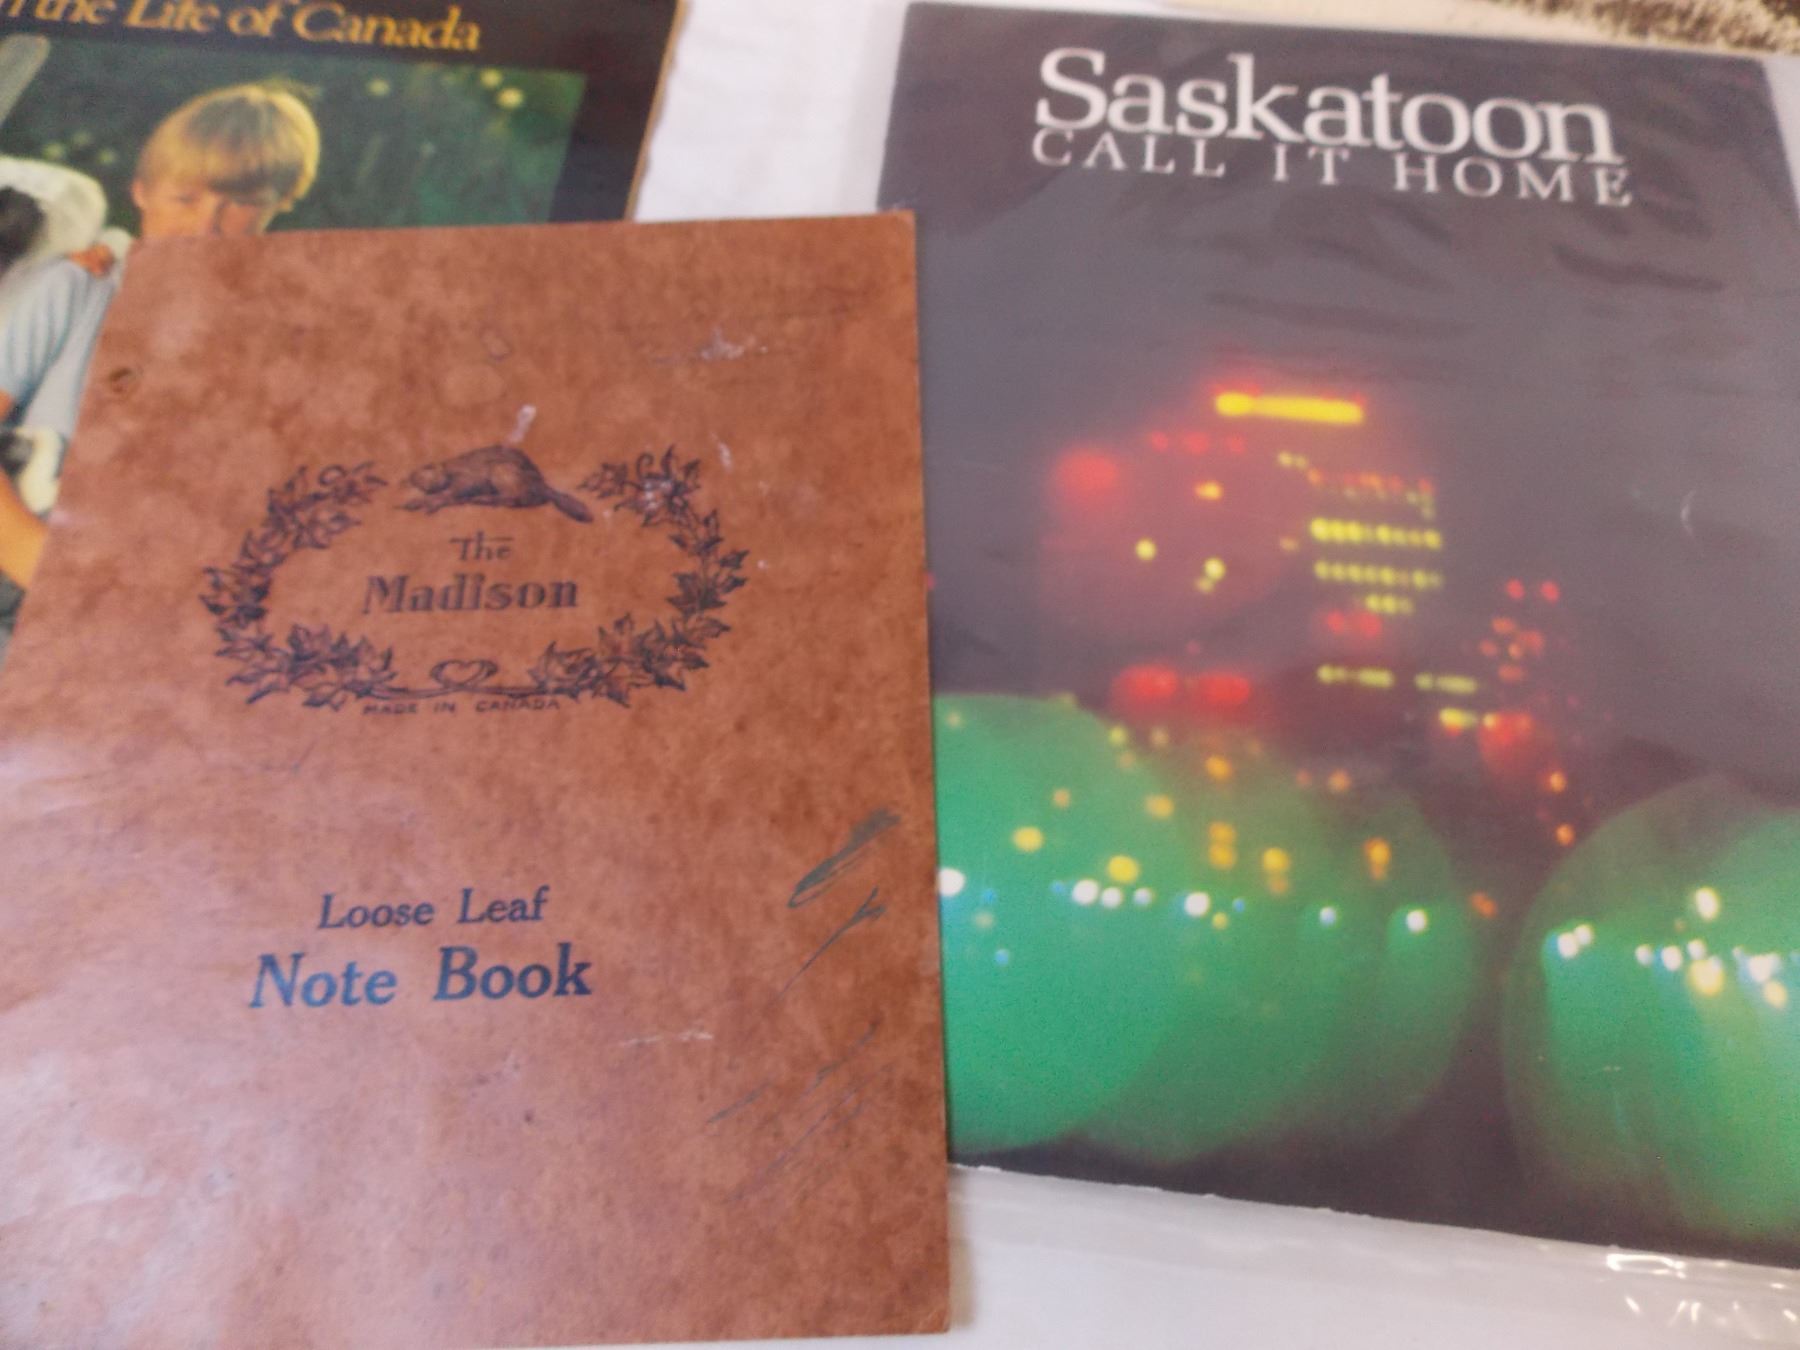 the Life of Canada
Saskatoon
CALL IT HOME
The
Madison
MADE IN CANADA
Loose Leaf
Note Book